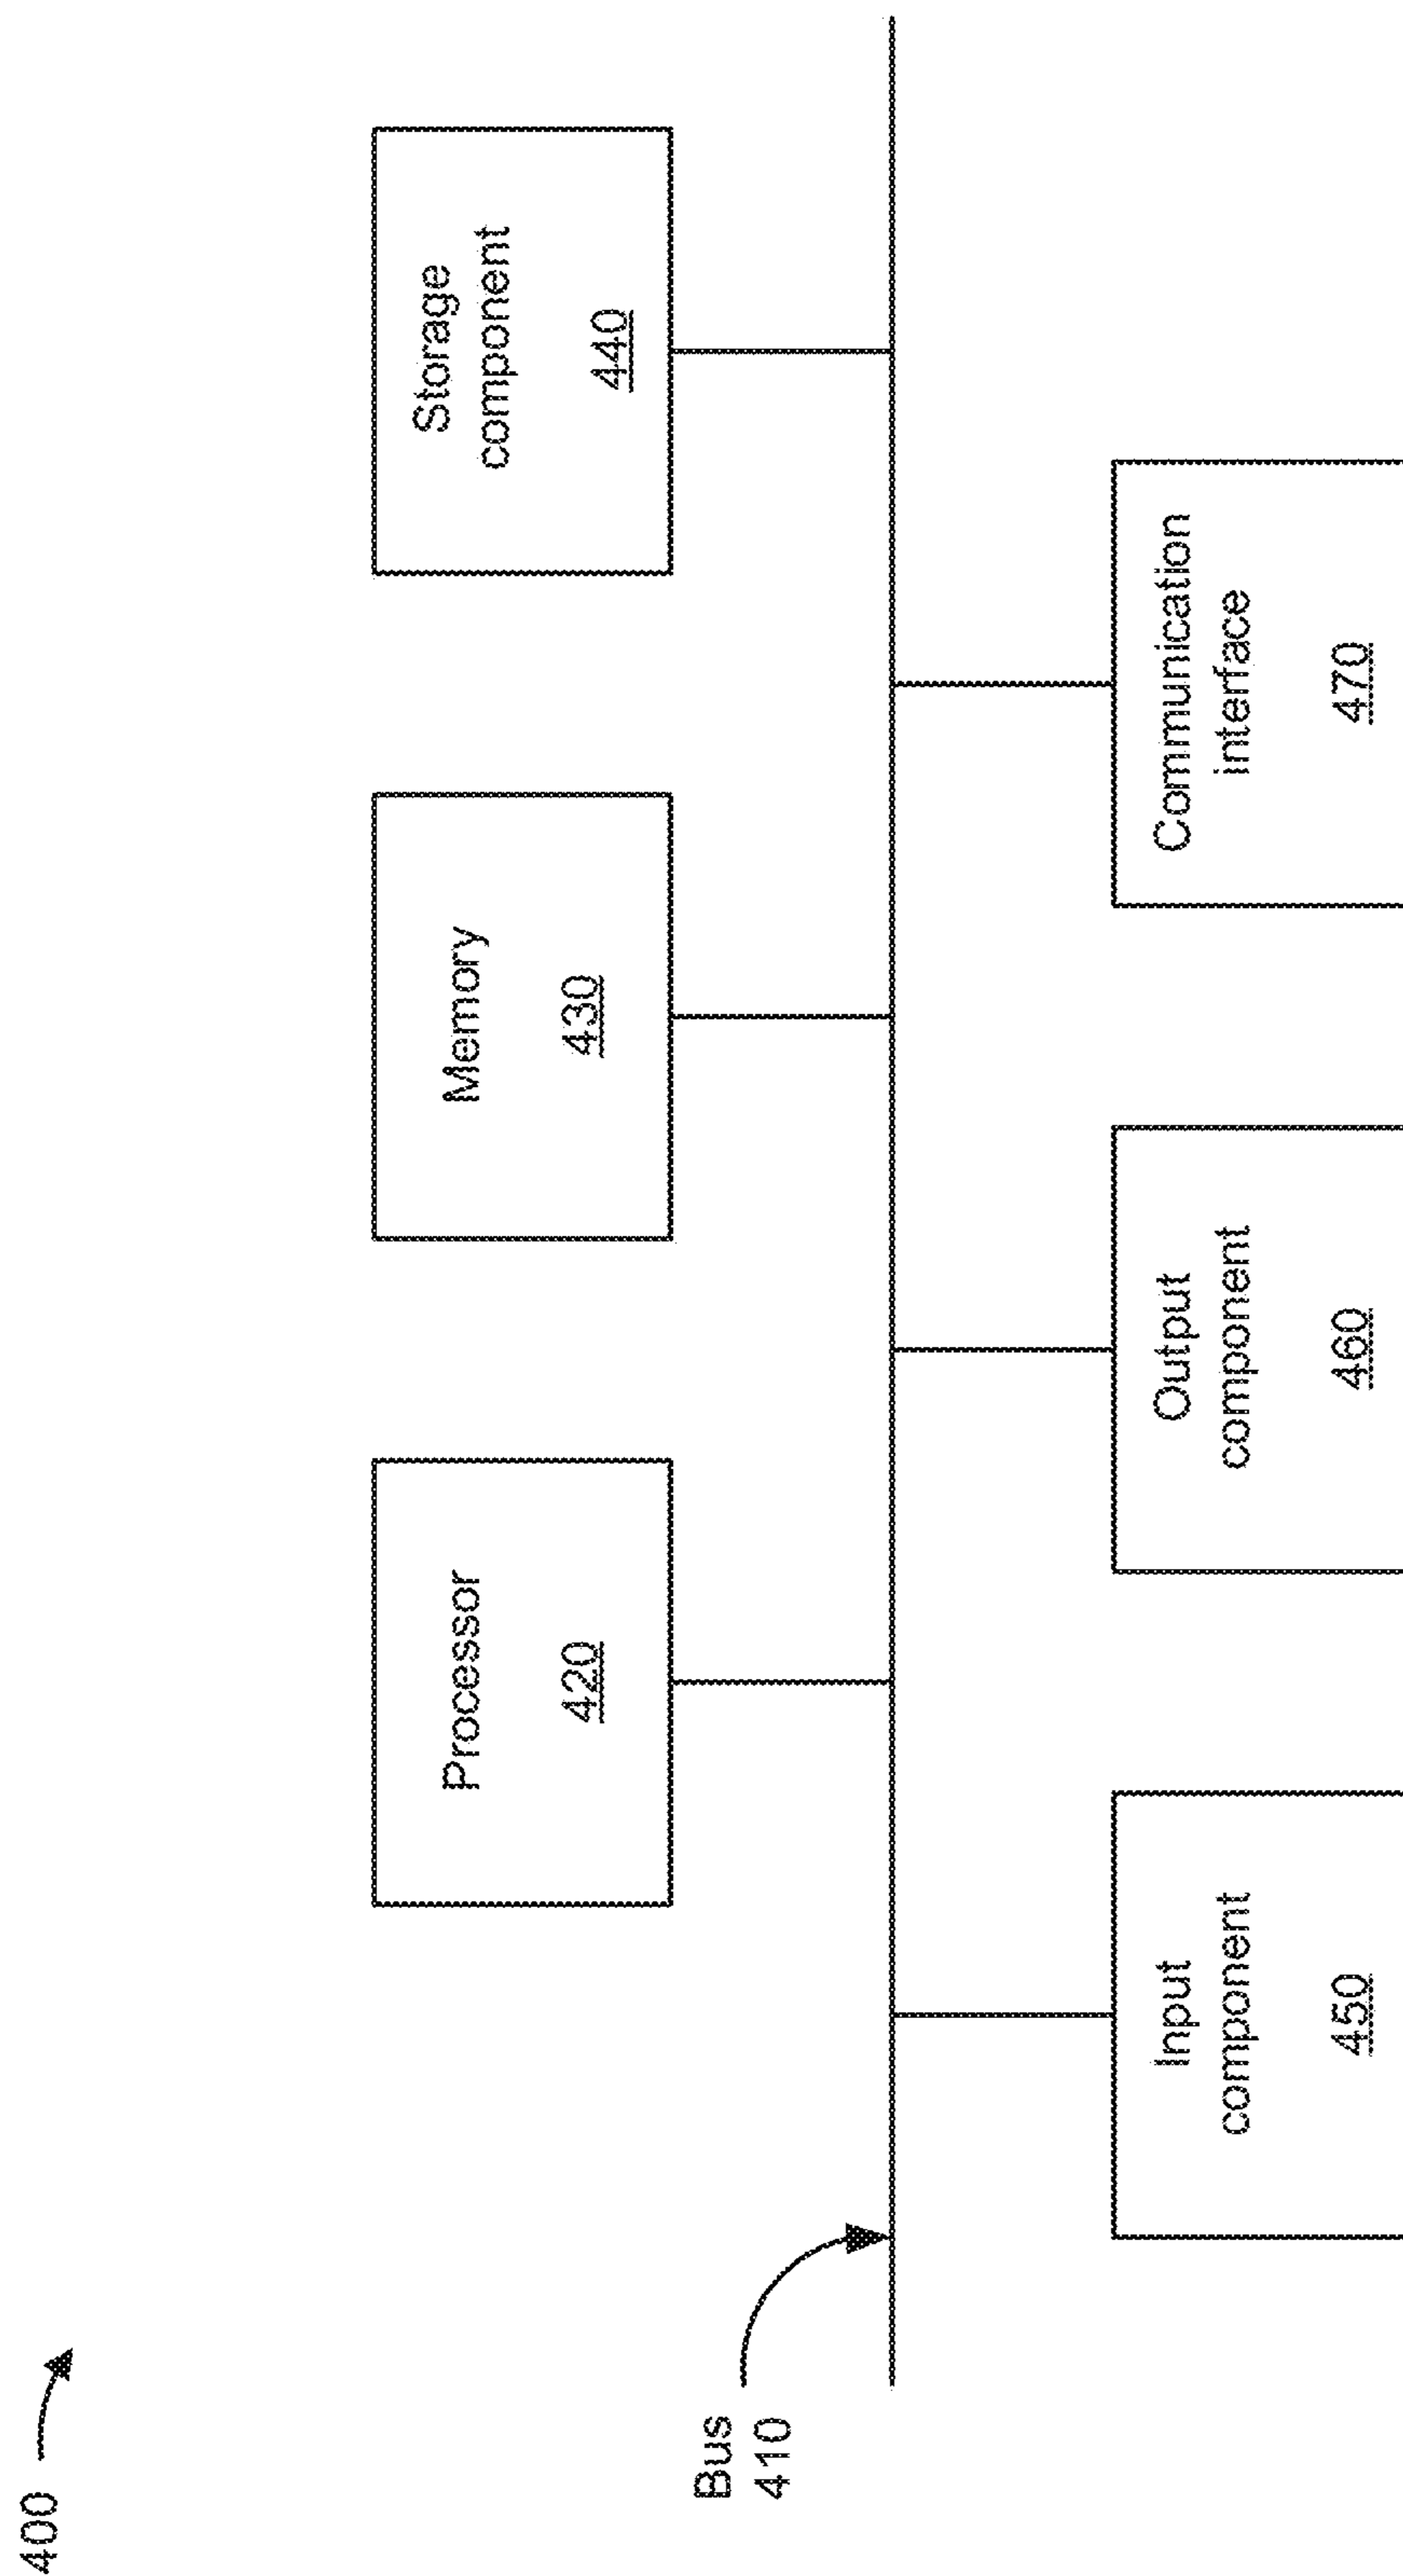 400
Processor
420
Memory
430
Storage
component
440
Bus
410
Input
component
450
Output
component
460
Communication
interface
470